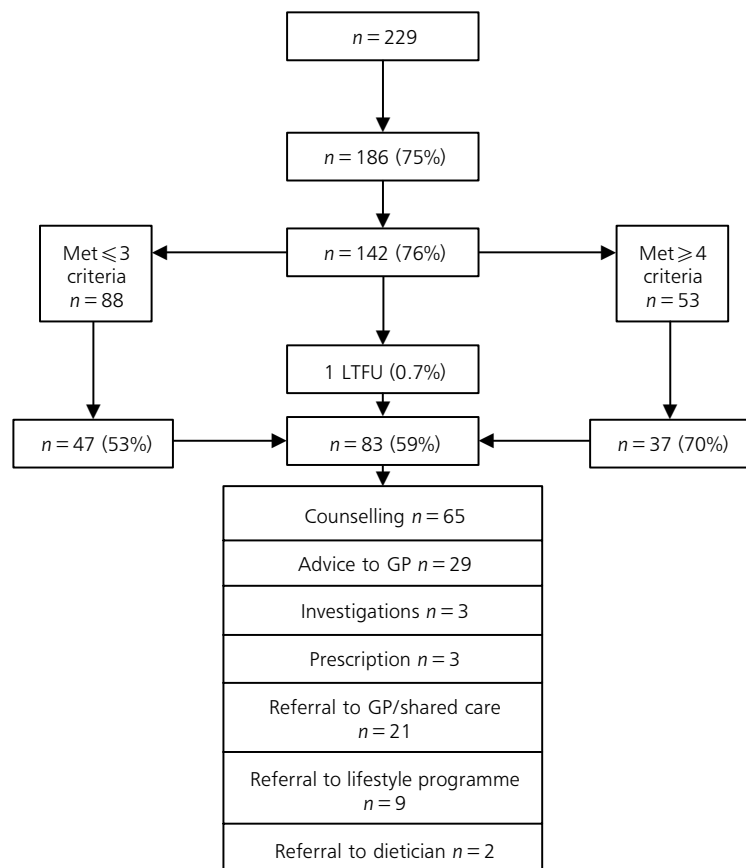 n = 229
n = 186 (75%)
n = 142 (76%)
Met ⩽ 3
criteria
n = 88
Met ⩾ 4
criteria
n = 53
1 LTFU (0.7%)
n = 47 (53%)
n = 83 (59%)
n = 37 (70%)
Counselling n = 65
Advice to GP n = 29
Investigations n = 3
Prescription n = 3
Referral to GP/shared care
n = 21
Referral to lifestyle programme
n = 9
Referral to dietician n = 2